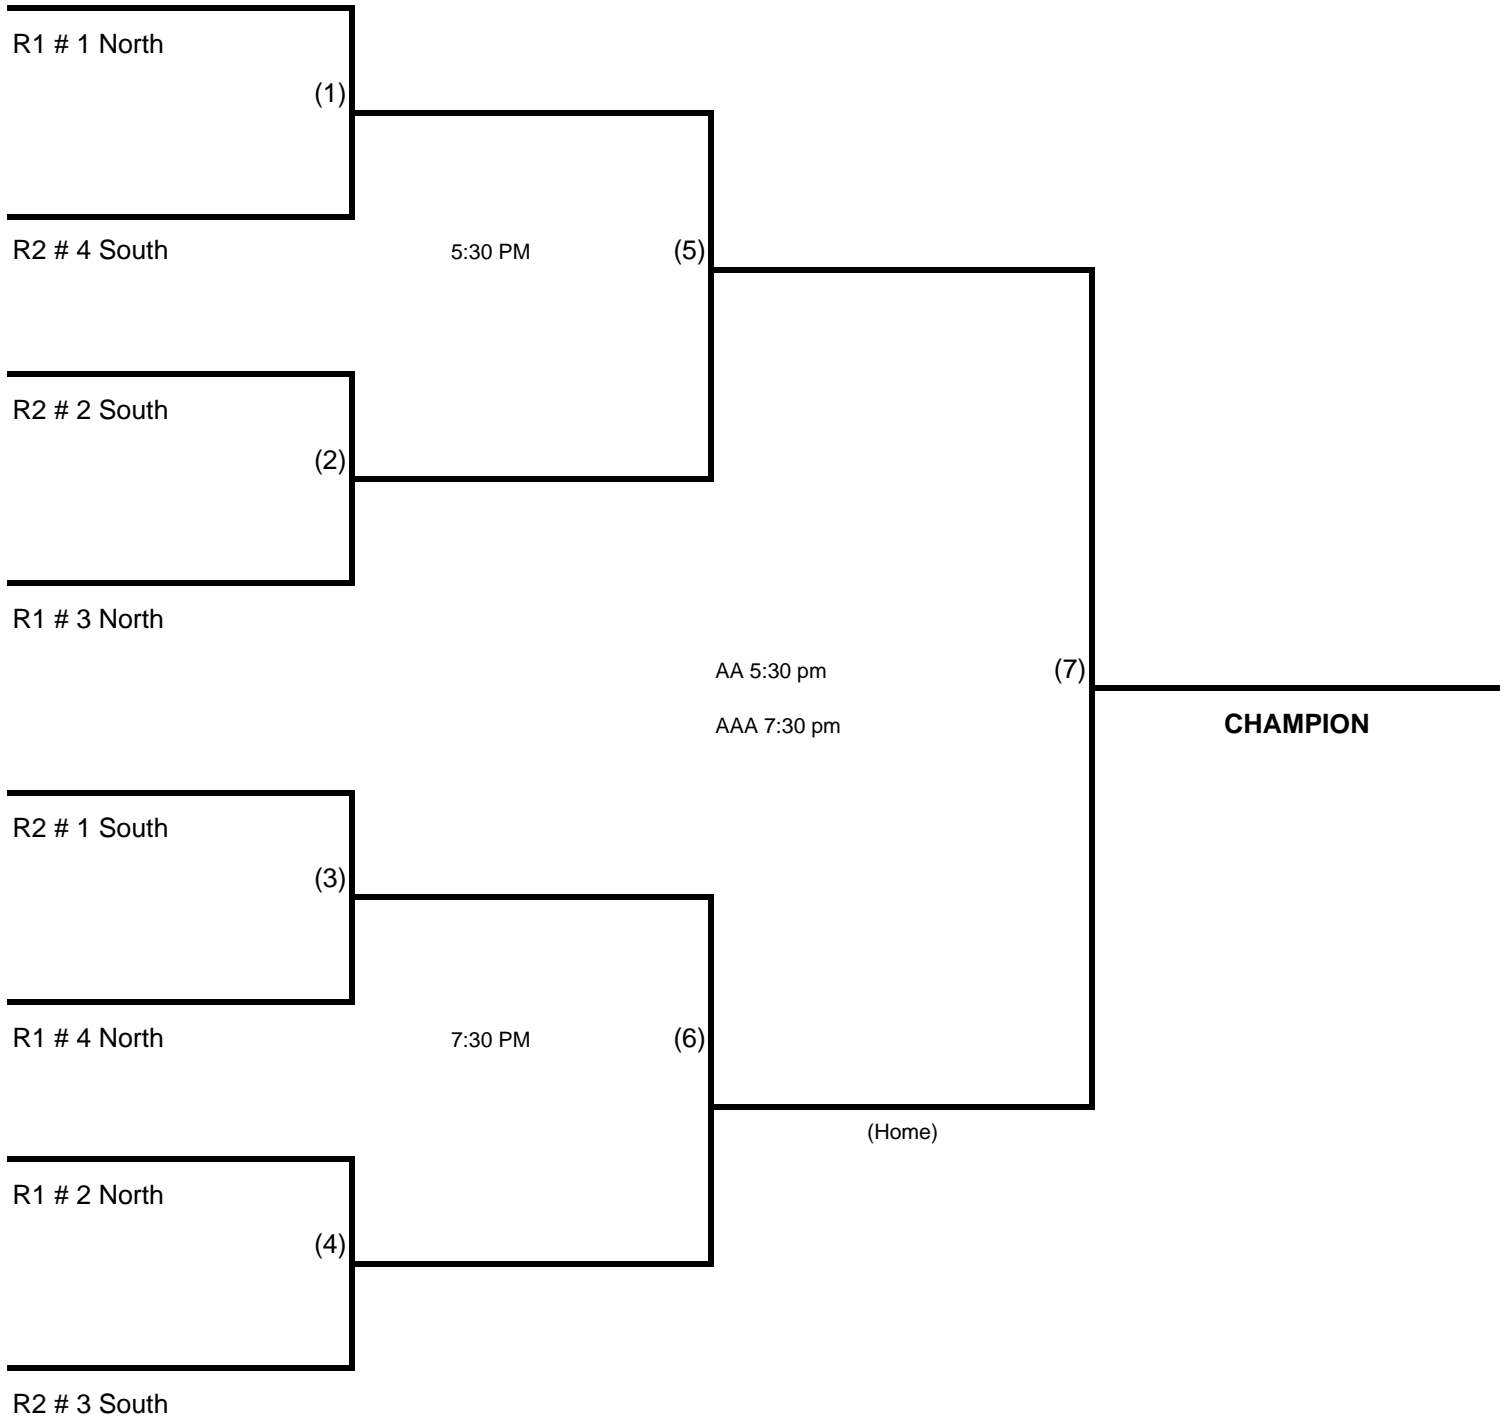 R1 # 1 North
(1)
R2 # 4 South
5:30 PM
(5)
R2 # 2 South
(2)
R1 # 3 North
AA 5:30 pm
(7)
AAA 7:30 pm
CHAMPION
R2 # 1 South
(3)
R1 # 4 North
7:30 PM
(6)
(Home)
R1 # 2 North
(4)
R2 # 3 South